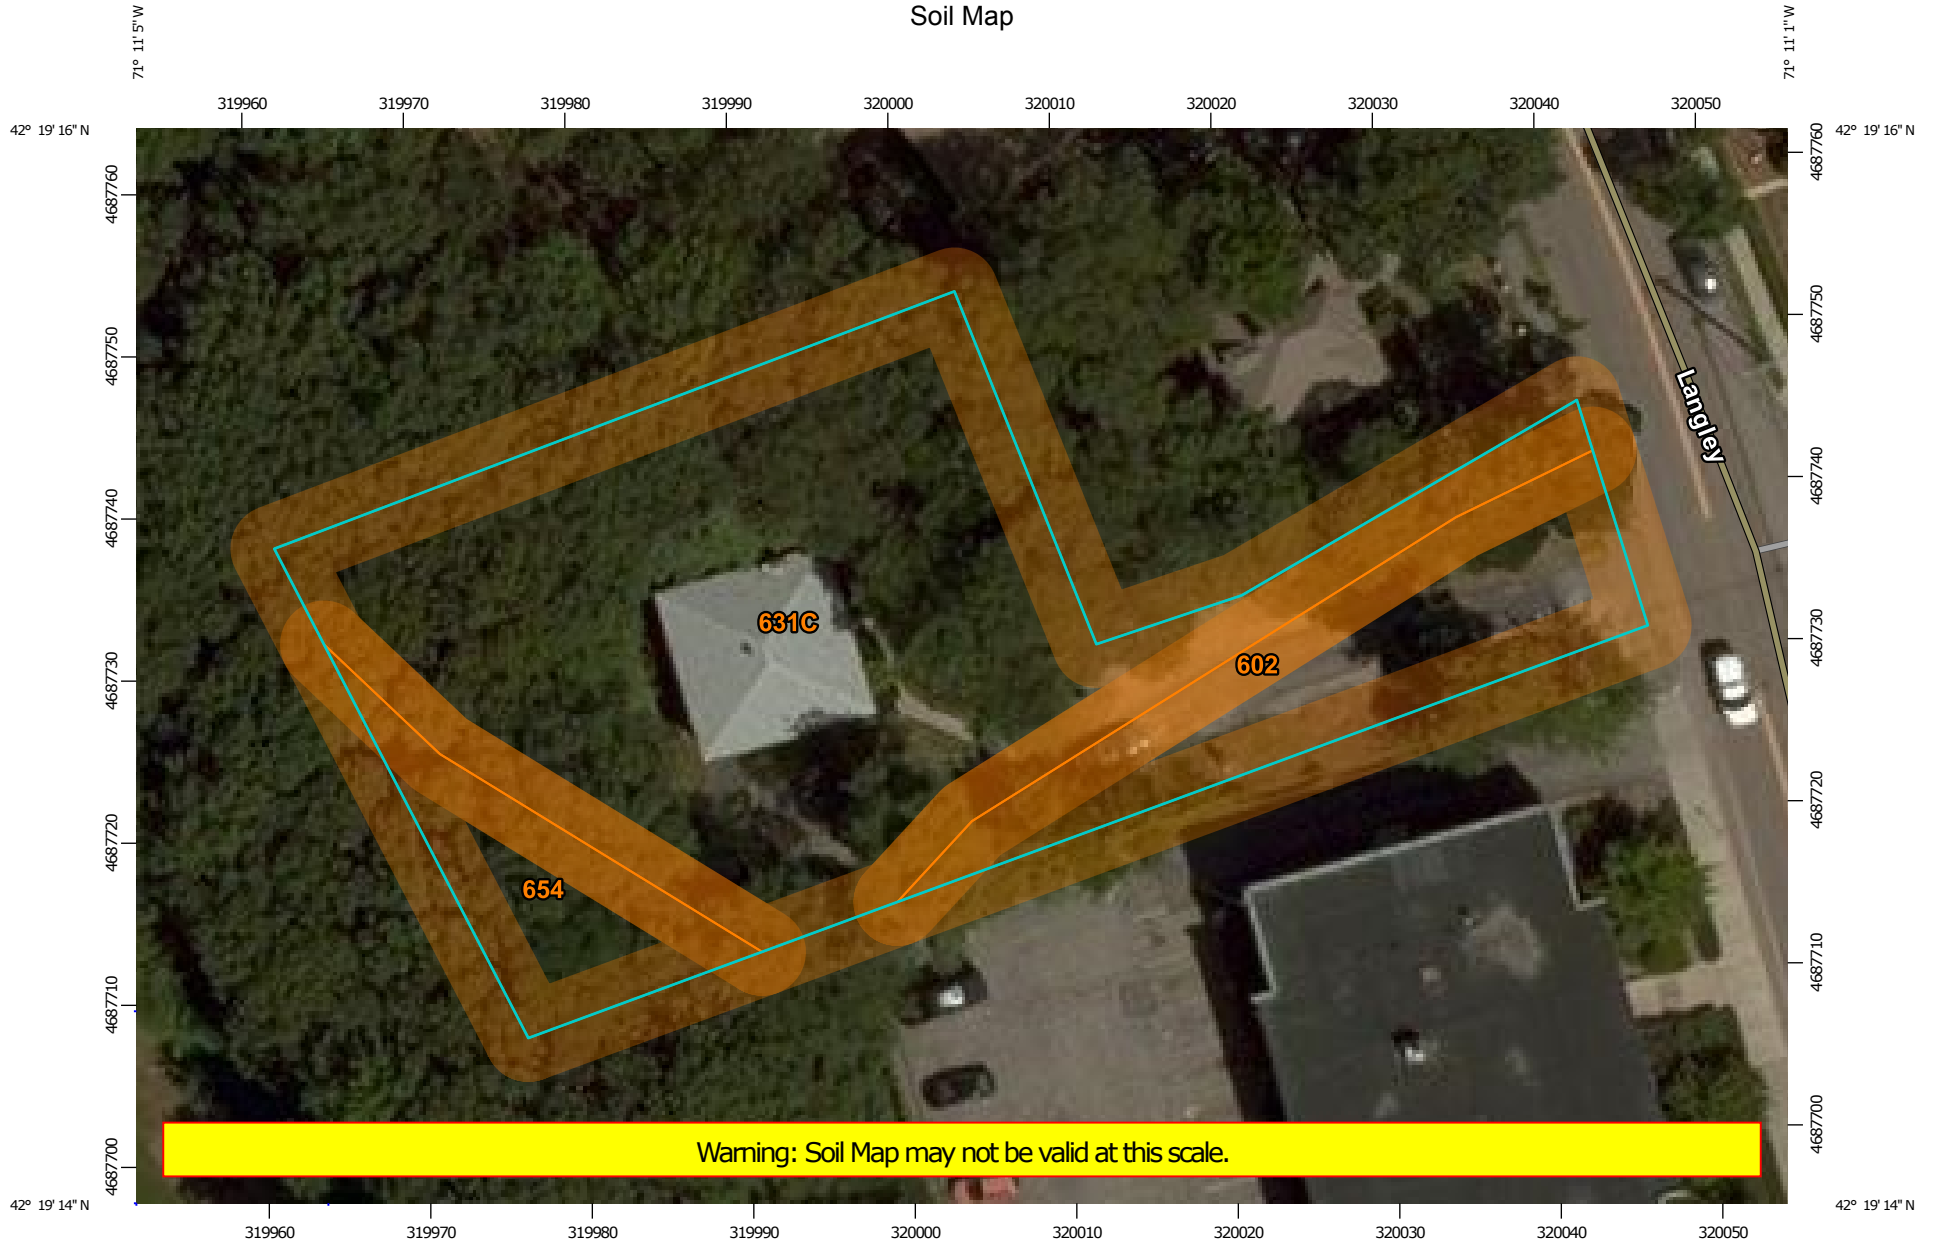 Soil Map
71° 11' 5'' W
71° 11' 1'' W
319960 319970 319980 319990 320000 320010 320020 320030 320040 320050
42° 19' 16'' N
42° 19' 16'' N
4687760
4687760
4687750
4687750
Langley
4687740
4687740
631C
4687730
4687730
602
4687720
4687720
654
4687710
4687710
4687700
4687700
Warning: Soil Map may not be valid at this scale.
42° 19' 14'' N
42° 19' 14'' N
319960 319970 319980 319990 320000 320010 320020 320030 320040 320050